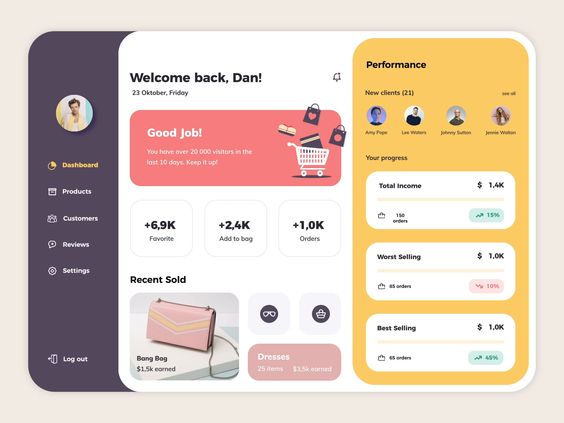 Dashboard
Products
Customers
Reviews
Settings
Log out
Welcome back, Dan!
23 Oktober, Friday
Good Job!
You have over 20 000 visitors in the
last 10 days. Keep it up!
+6,9K
Favorite
+2,4K
Add to bag
+1,0K
Orders
Recent Sold
Bang Bag
$1,5k earned
Dresses
25 items
$3,5k earned
Performance
New clients (21)
see all
Amy Pope
Leo Waters
Johnny Sutton
Jennie Walton
Your progress
Total Income
$ 1,4K
150
orders
15%
Worst Selling
$ 1,0K
85 orders
10%
Best Selling
$ 1,0K
65 orders
45%